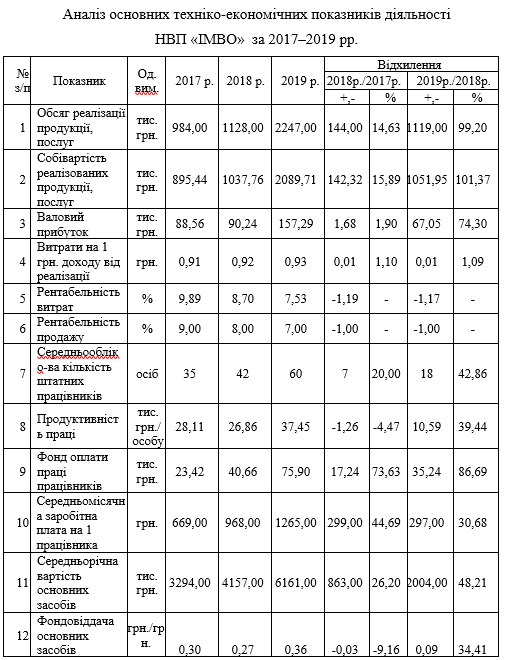 Аналіз основних техніко-економічних показників діяльності
НВП «ІМВО» за 2017–2019 рр.
№ з/п Показник Од. вим. 2017 р. 2018 р. 2019 р. Відхилення
2018р./2017р. 2019р./2018р.
+,- % +,- %
1 Обсяг реалізації продукції, послуг тис. грн. 984,00 1128,00 2247,00 144,00 14,63 1119,00 99,20
2 Собівартість реалізованих продукції, послуг тис. грн. 895,44 1037,76 2089,71 142,32 15,89 1051,95 101,37
3 Валовий прибуток тис. грн. 88,56 90,24 157,29 1,68 1,90 67,05 74,30
4 Витрати на 1 грн. доходу від реалізації грн. 0,91 0,92 0,93 0,01 1,10 0,01 1,09
5 Рентабельність витрат % 9,89 8,70 7,53 -1,19 - -1,17 -
6 Рентабельність продажу % 9,00 8,00 7,00 -1,00 - -1,00 -
7 Середньооблік о-ва кількість штатних працівників осіб 35 42 60 7 20,00 18 42,86
8 Продуктивніст ь праці тис. грн./ особу 28,11 26,86 37,45 -1,26 -4,47 10,59 39,44
9 Фонд оплати праці працівників тис. грн. 23,42 40,66 75,90 17,24 73,63 35,24 86,69
10 Середньомісячн а заробітна плата на 1 працівника грн. 669,00 968,00 1265,00 299,00 44,69 297,00 30,68
11 Середньорічна вартість основних засобів тис. грн. 3294,00 4157,00 6161,00 863,00 26,20 2004,00 48,21
12 Фондовіддача основних засобів грн./гр н. 0,30 0,27 0,36 -0,03 -9,16 0,09 34,41